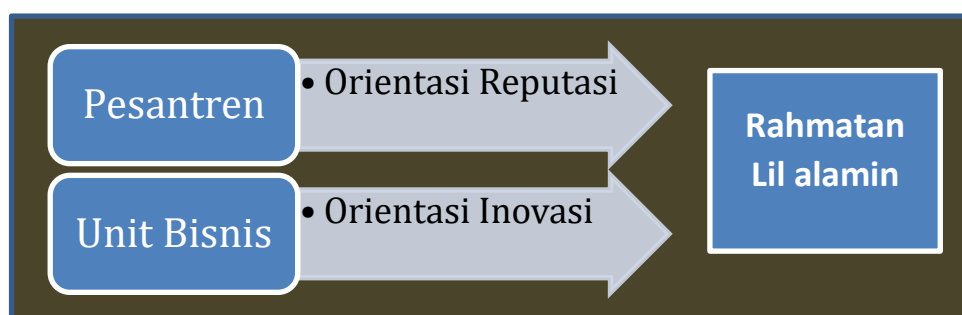 Pesantren
• Orientasi Reputasi
Unit Bisnis
• Orientasi Inovasi
Rahmatan
Lil alamin